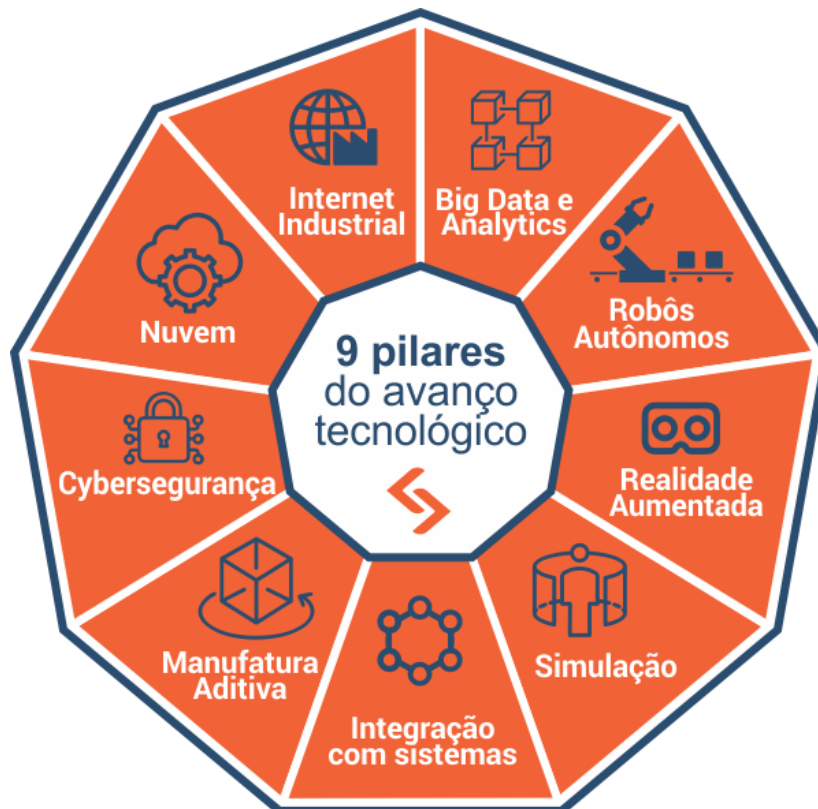 9 pilares
do avanço
tecnológico
Internet
Industrial
Big Data e
Analytics
Robôs
Autônomos
Realidade
Aumentada
Simulação
Integração
com sistemas
Manufatura
Aditiva
Cybersegurança
Nuvem